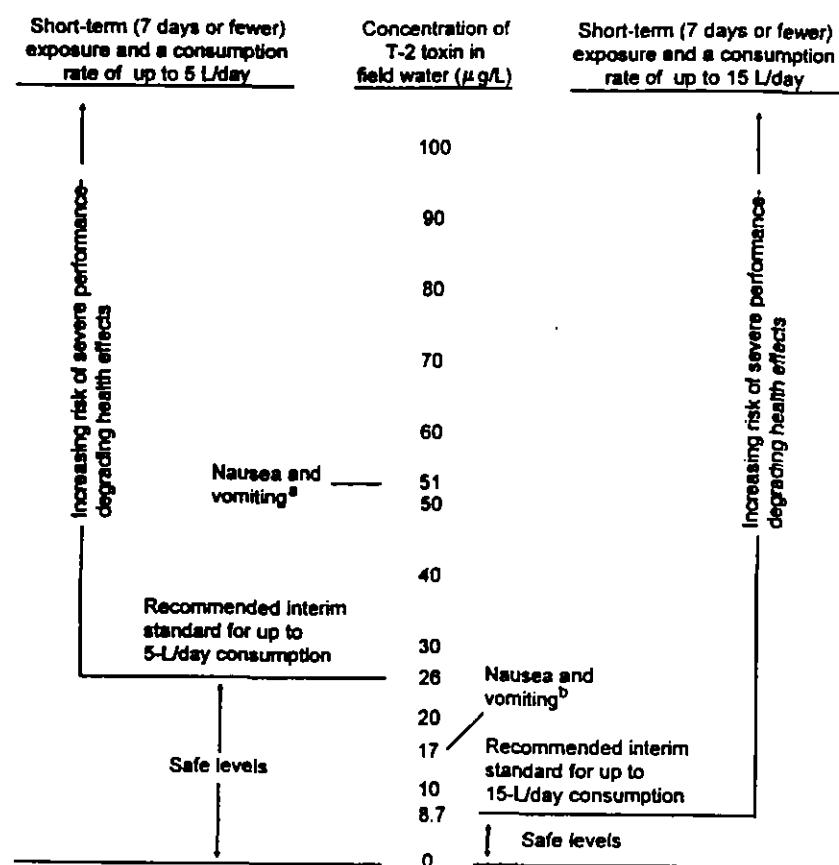 Short-term (7 days or fewer)
exposure and a consumption
rate of up to 5 L/day
Concentration of
T-2 toxin in
field water (μg/L)
Short-term (7 days or fewer)
exposure and a consumption
rate of up to 15 L/day
Increasing risk of severe performance-
degrading health effects
100
90
80
70
60
51
50
40
30
26
20
17
10
8.7
0
Nausea and
vomiting^a
Recommended interim
standard for up to
5-L/day consumption
Safe levels
Nausea and
vomiting^b
Recommended interim
standard for up to
15-L/day consumption
Safe levels
Increasing risk of severe performance-
degrading health effects